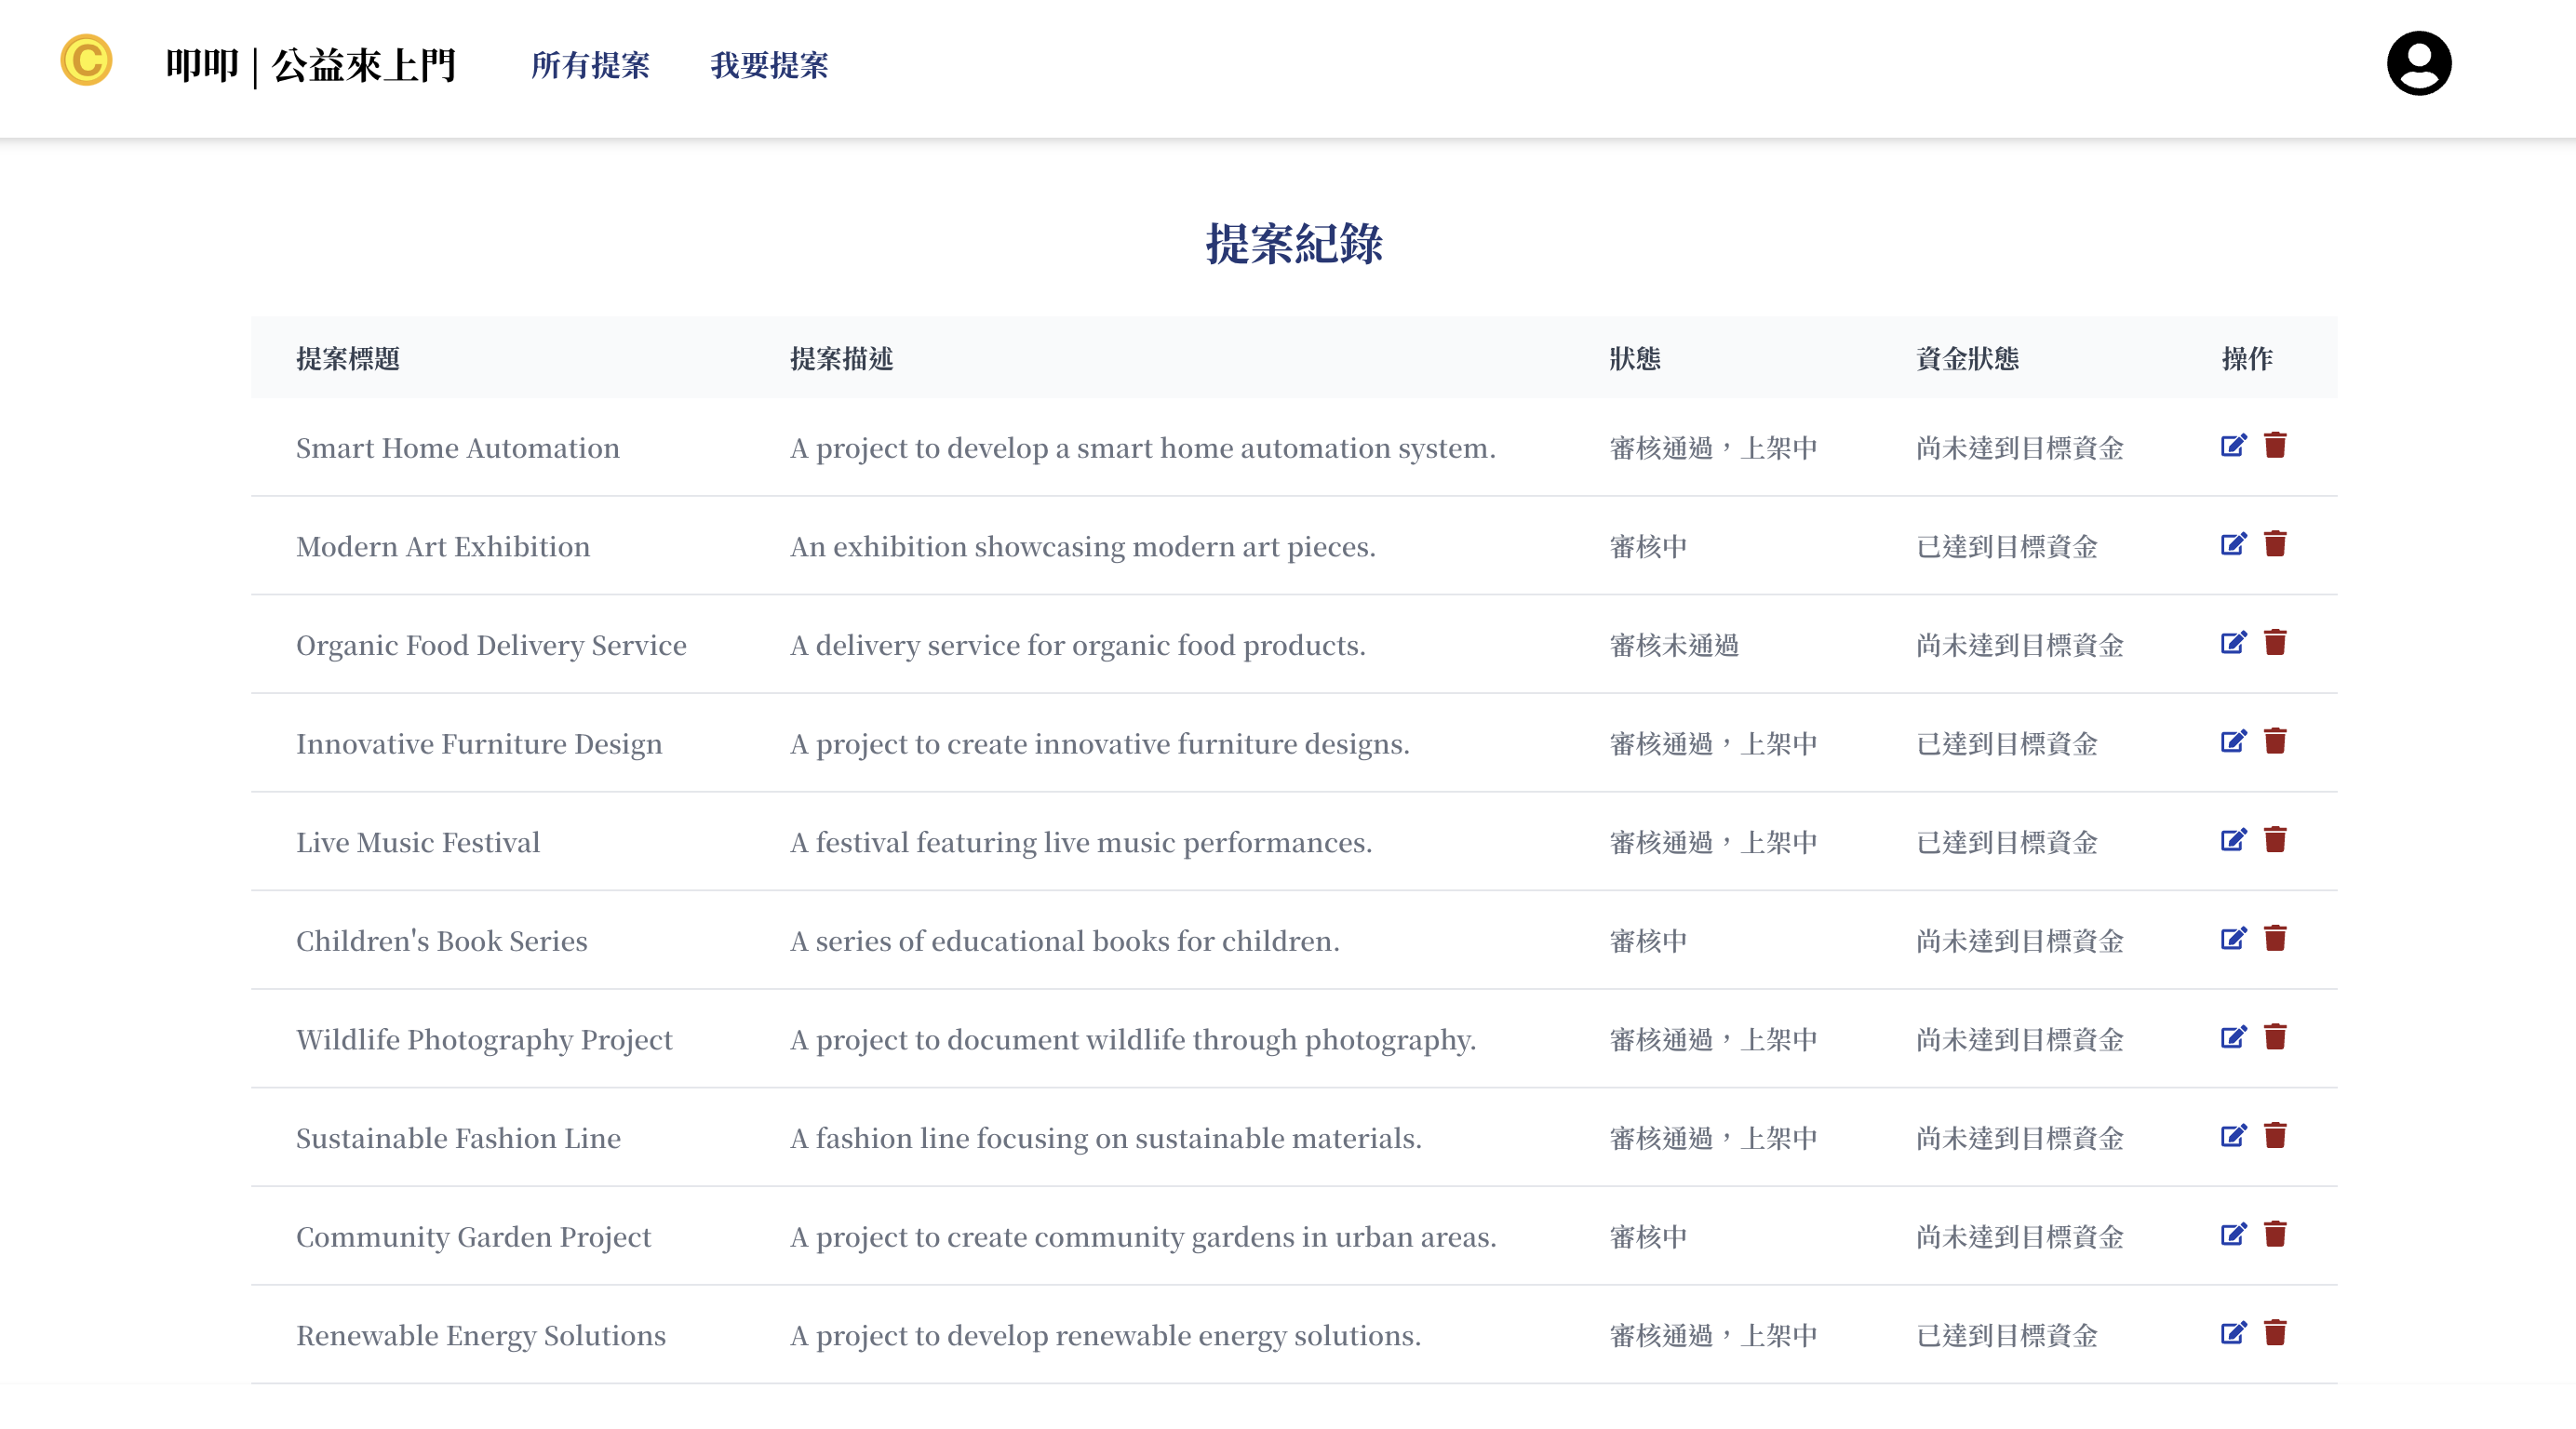 C 叩叩 | 公益來上門 所有提案 我要提案
提案紀錄
提案標題 提案描述 狀態 資金狀態 操作
Smart Home Automation A project to develop a smart home automation system. 審核通過，上架中 尚未達到目標資金
Modern Art Exhibition An exhibition showcasing modern art pieces. 審核中 已達到目標資金
Organic Food Delivery Service A delivery service for organic food products. 審核未通過 尚未達到目標資金
Innovative Furniture Design A project to create innovative furniture designs. 審核通過，上架中 已達到目標資金
Live Music Festival A festival featuring live music performances. 審核通過，上架中 已達到目標資金
Children's Book Series A series of educational books for children. 審核中 尚未達到目標資金
Wildlife Photography Project A project to document wildlife through photography. 審核通過，上架中 尚未達到目標資金
Sustainable Fashion Line A fashion line focusing on sustainable materials. 審核通過，上架中 尚未達到目標資金
Community Garden Project A project to create community gardens in urban areas. 審核中 尚未達到目標資金
Renewable Energy Solutions A project to develop renewable energy solutions. 審核通過，上架中 已達到目標資金